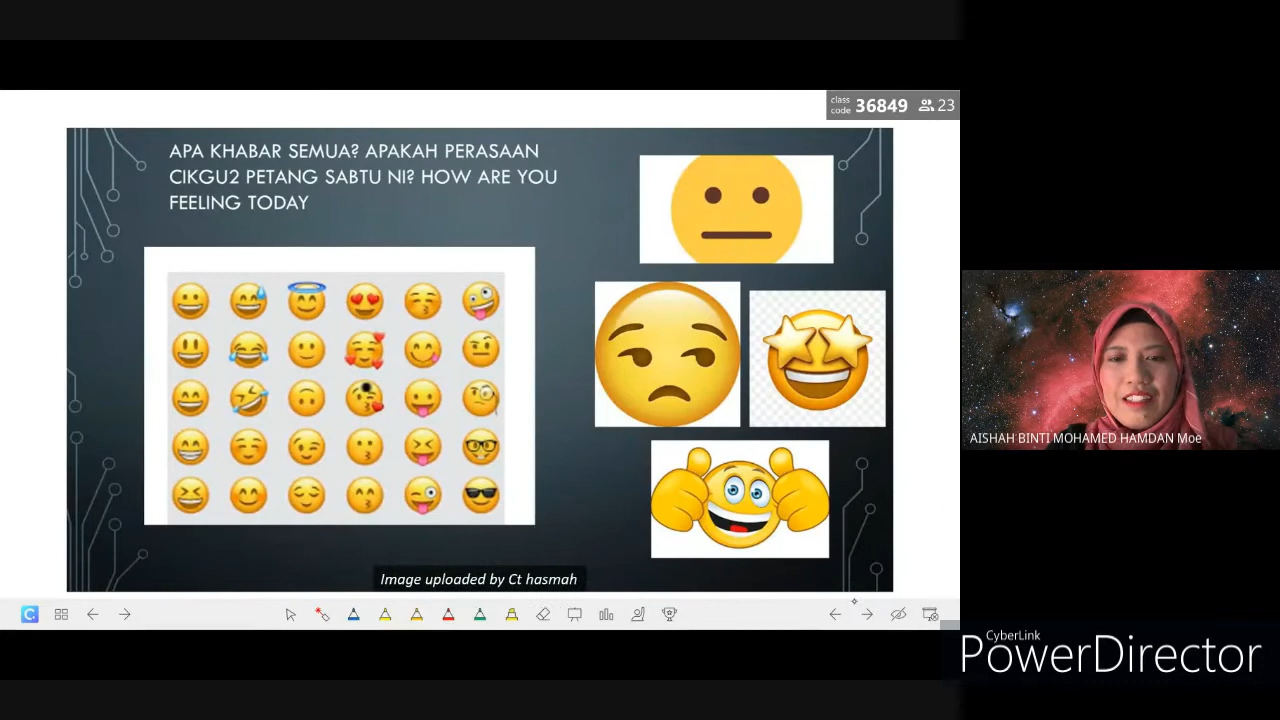 class
code 36849 23
APA KHABAR SEMUA? APAKAH PERASAAN
CIKGU2 PETANG SABTU NI? HOW ARE YOU
FEELING TODAY
Image uploaded by Ct hasmah
AISHAH BINTI MOHAMED HAMDAN Moe
CyberLink
PowerDirector